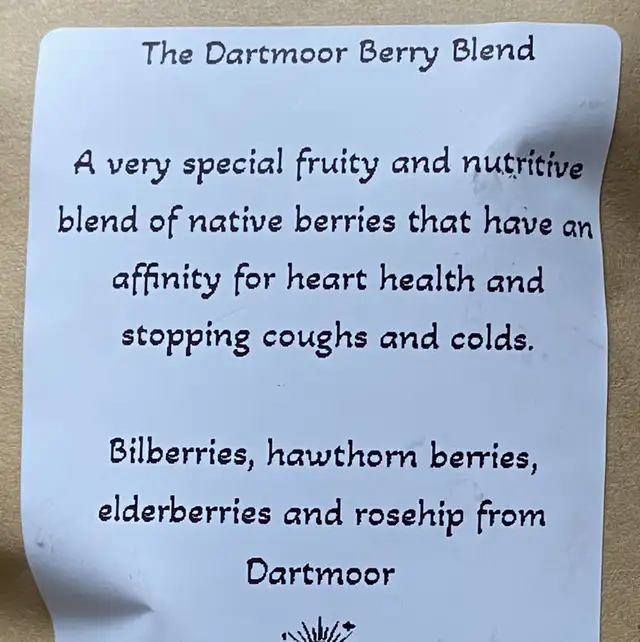 The Dartmoor Berry Blend
A very special fruity and nutritive
blend of native berries that have an
affinity for heart health and
stopping coughs and colds.
Bilberries, hawthorn berries,
elderberries and rosehip from
Dartmoor